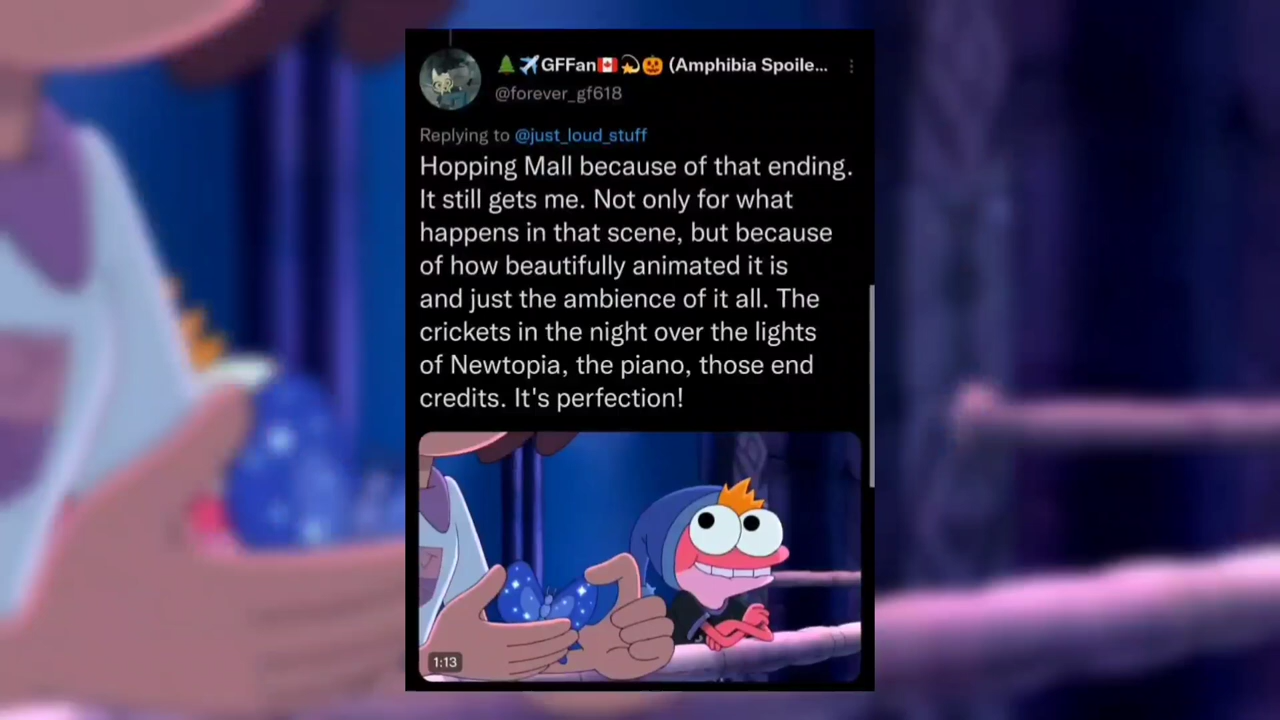 🌲✈️GFFan🇨🇦💫🎃 (Amphibia Spoile...
@forever_gf618
Replying to @just_loud_stuff
Hopping Mall because of that ending.
It still gets me. Not only for what
happens in that scene, but because
of how beautifully animated it is
and just the ambience of it all. The
crickets in the night over the lights
of Newtopia, the piano, those end
credits. It's perfection!
1:13